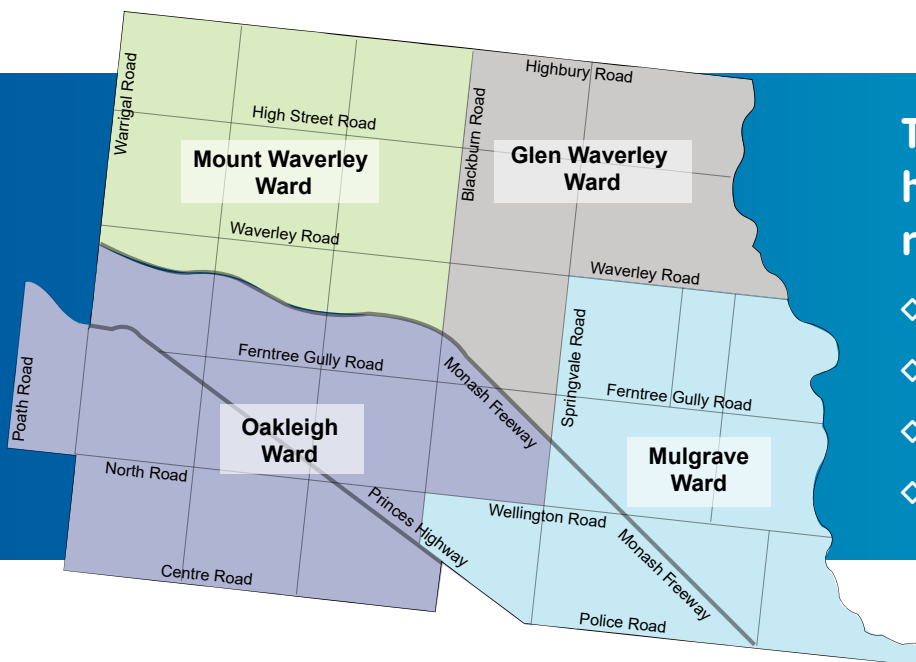 Highbury Road
Warrigal Road
Blackburn Road
High Street Road
Mount Waverley
Ward
Glen Waverley
Ward
Waverley Road
Waverley Road
Springvale Road
Ferntree Gully Road
Monash Freeway
Ferntree Gully Road
Poath Road
Oakleigh
Ward
Mulgrave
Ward
North Road
Princes Highway
Wellington Road
Monash Freeway
Centre Road
Police Road